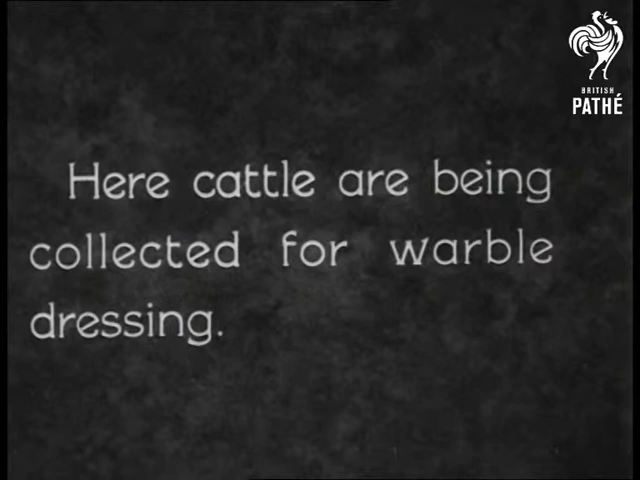 BRITISH
PATHÉ
Here cattle are being
collected for warble
dressing.